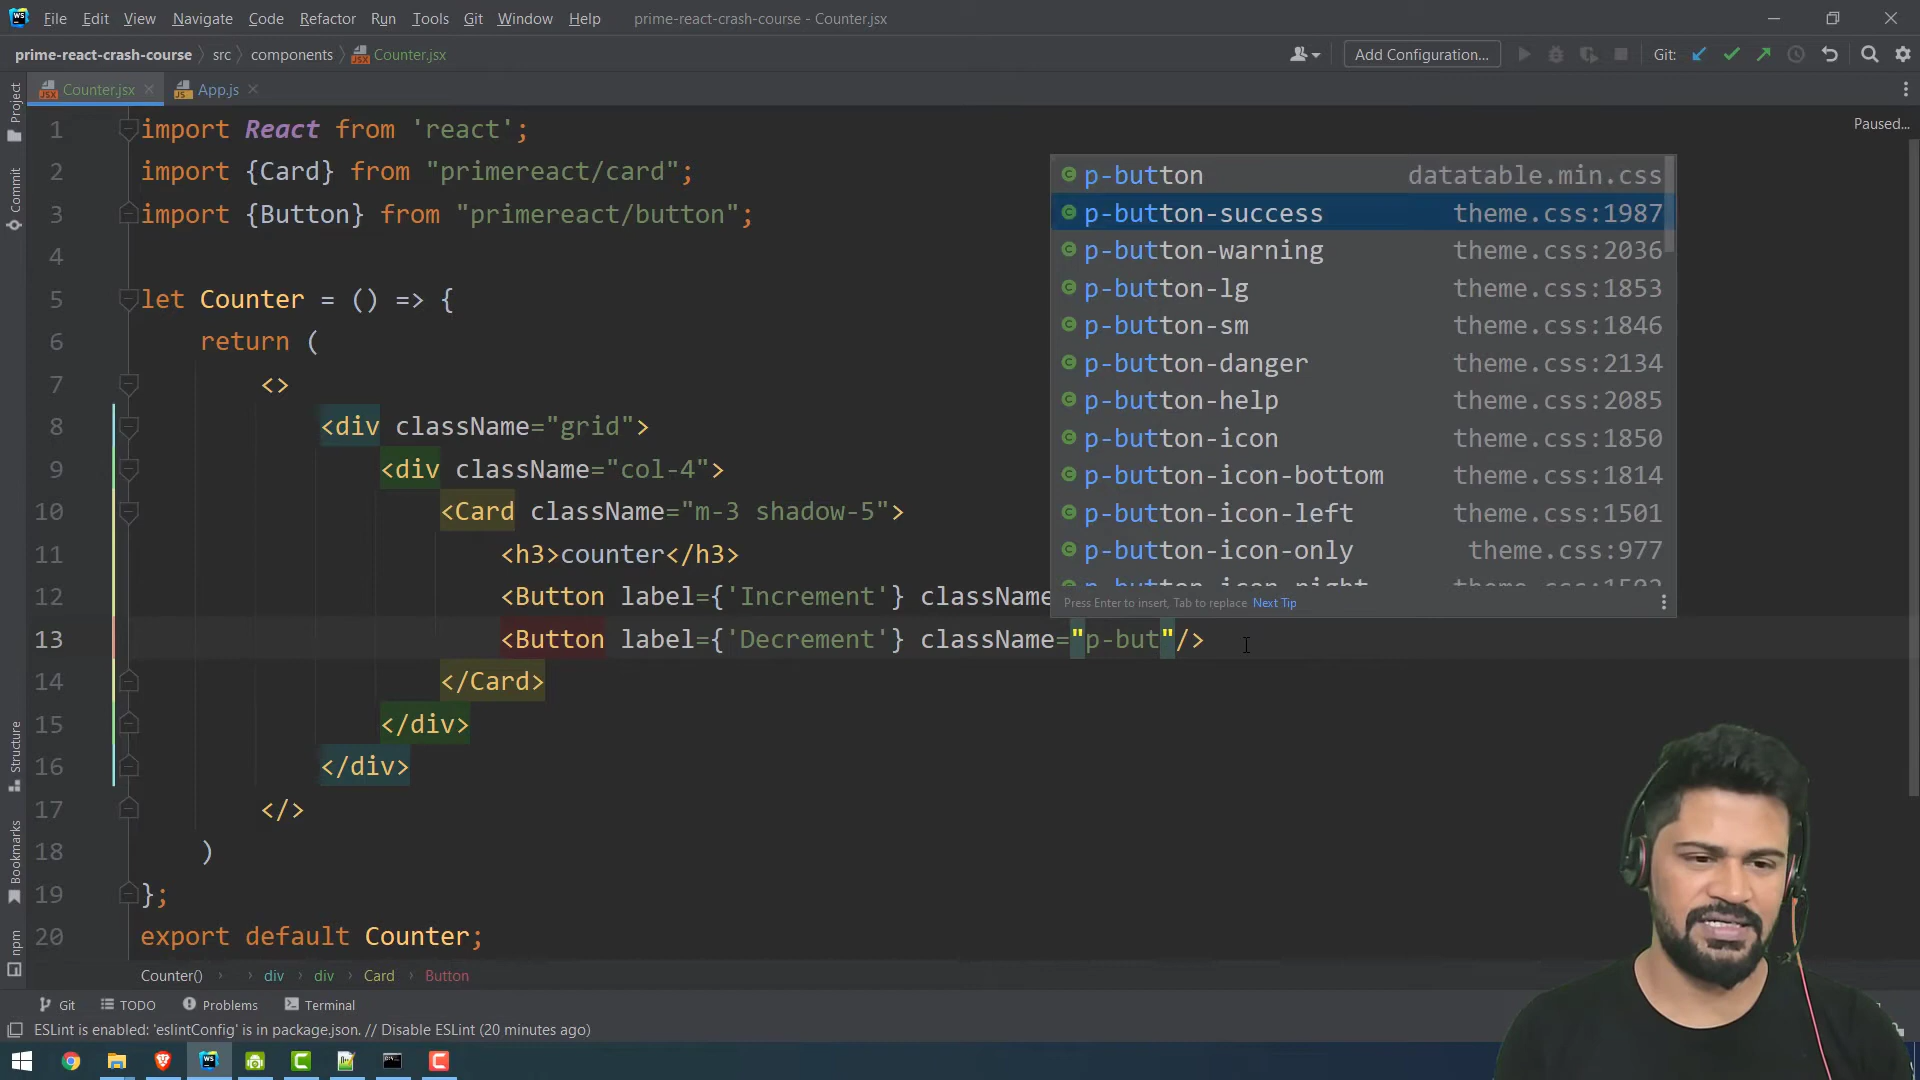 File Edit View Navigate Code Refactor Run Tools Git Window Help prime-react-crash-course - Counter.jsx
prime-react-crash-course src components Counter.jsx Add Configuration... Git:
Counter.jsx App.js
Project
Commit
Structure
Bookmarks
npm
Paused...
1 import React from 'react';
2 import {Card} from "primereact/card";
3 import {Button} from "primereact/button";
4
5 let Counter = () => {
6 return (
7 <>
8 <div className="grid">
9 <div className="col-4">
10 <Card className="m-3 shadow-5">
11 <h3>counter</h3>
12 <Button label={'Increment'} className
13 <Button label={'Decrement'} className="p-but"/>
14 </Card>
15 </div>
16 </div>
17 </>
18 )
19 };
20 export default Counter;
p-button datatable.min.css
p-button-success theme.css:1987
p-button-warning theme.css:2036
p-button-lg theme.css:1853
p-button-sm theme.css:1846
p-button-danger theme.css:2134
p-button-help theme.css:2085
p-button-icon theme.css:1850
p-button-icon-bottom theme.css:1814
p-button-icon-left theme.css:1501
p-button-icon-only theme.css:977
Press Enter to insert, Tab to replace Next Tip
Counter() div div Card Button
Git TODO Problems Terminal
ESLint is enabled: 'eslintConfig' is in package.json. // Disable ESLint (20 minutes ago)